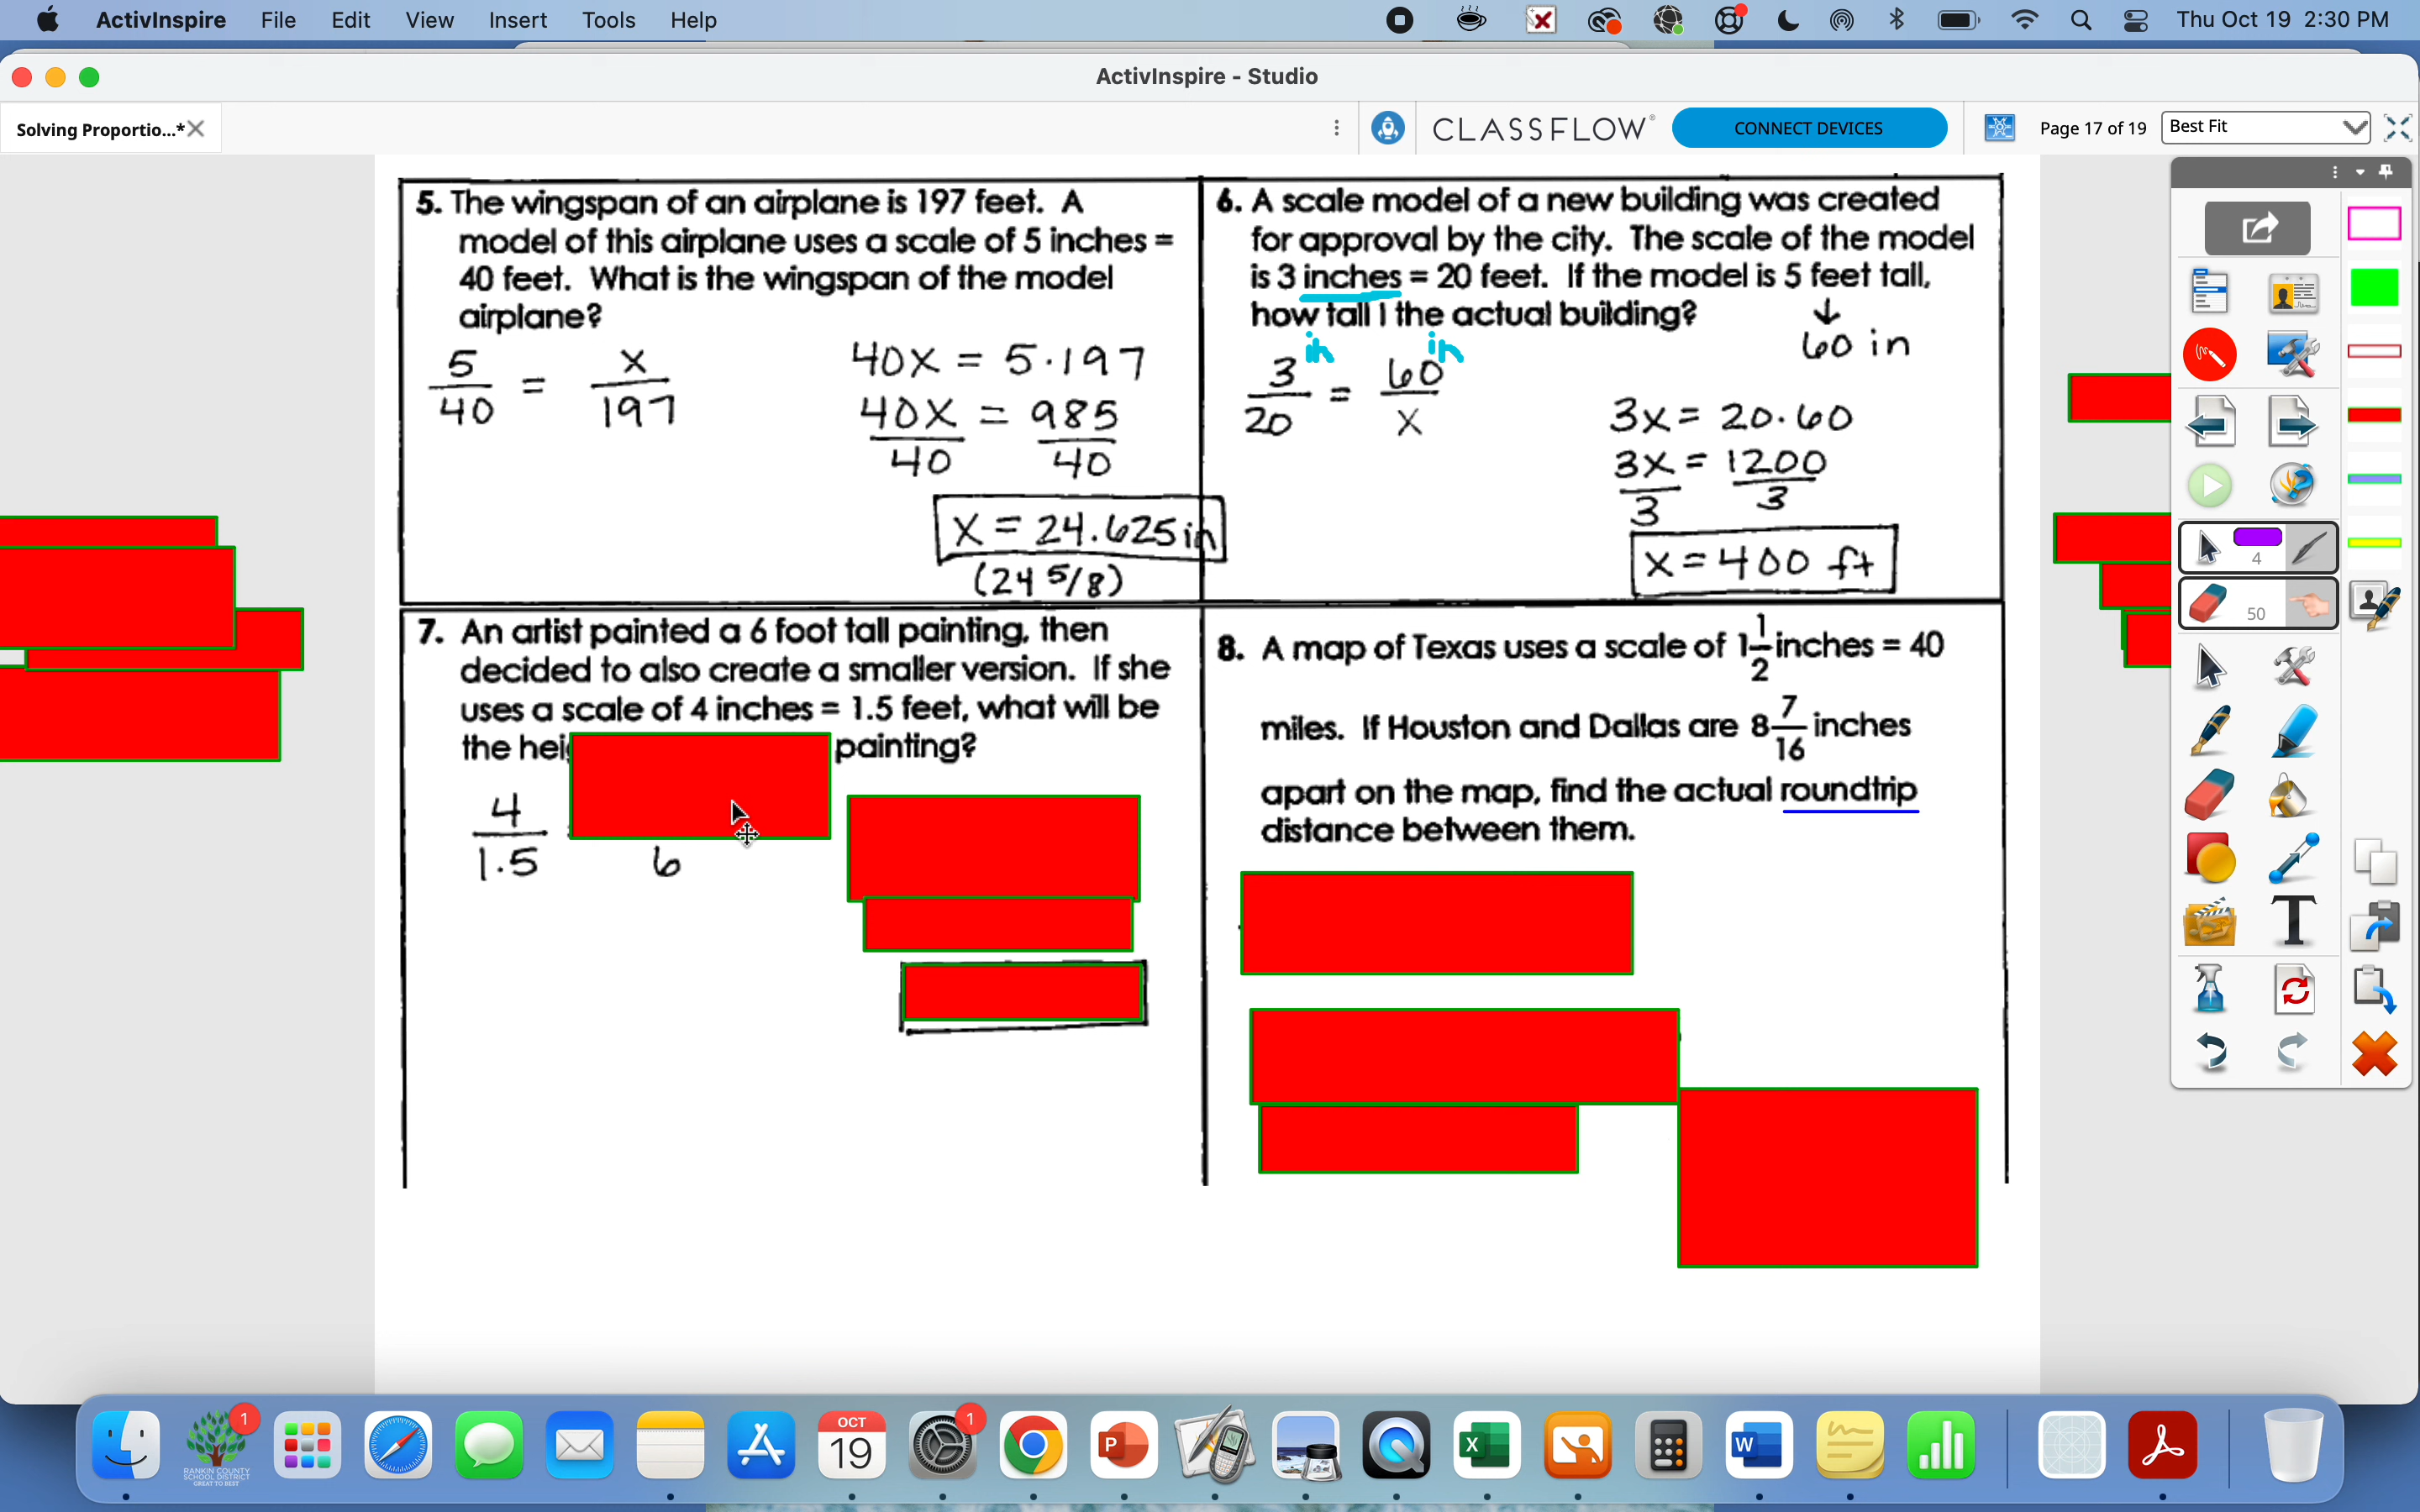 ActivInspire File Edit View Insert Tools Help Thu Oct 19 2:30 PM
ActivInspire - Studio
Solving Proportio...*
CLASSFLOW
CONNECT DEVICES
Page 17 of 19
Best Fit
5. The wingspan of an airplane is 197 feet. A
model of this airplane uses a scale of 5 inches =
40 feet. What is the wingspan of the model
airplane?
5/40 = x/197
40x = 5·197
40x/40 = 985/40
x = 24.625 in
(24 5/8)
6. A scale model of a new building was created
for approval by the city. The scale of the model
is 3 inches = 20 feet. If the model is 5 feet tall,
how tall I the actual building?
↓
60 in
in in
3/20 = 60/x
3x = 20·60
3x/3 = 1200/3
x = 400 ft
7. An artist painted a 6 foot tall painting, then
decided to also create a smaller version. If she
uses a scale of 4 inches = 1.5 feet, what will be
the hei painting?
4/1.5
6
8. A map of Texas uses a scale of 1 1/2 inches = 40
miles. If Houston and Dallas are 8 7/16 inches
apart on the map, find the actual roundtrip
distance between them.
4
50
T
1
RANKIN COUNTY
SCHOOL DISTRICT
GREAT TO BEST
OCT
19
1
P
X
W